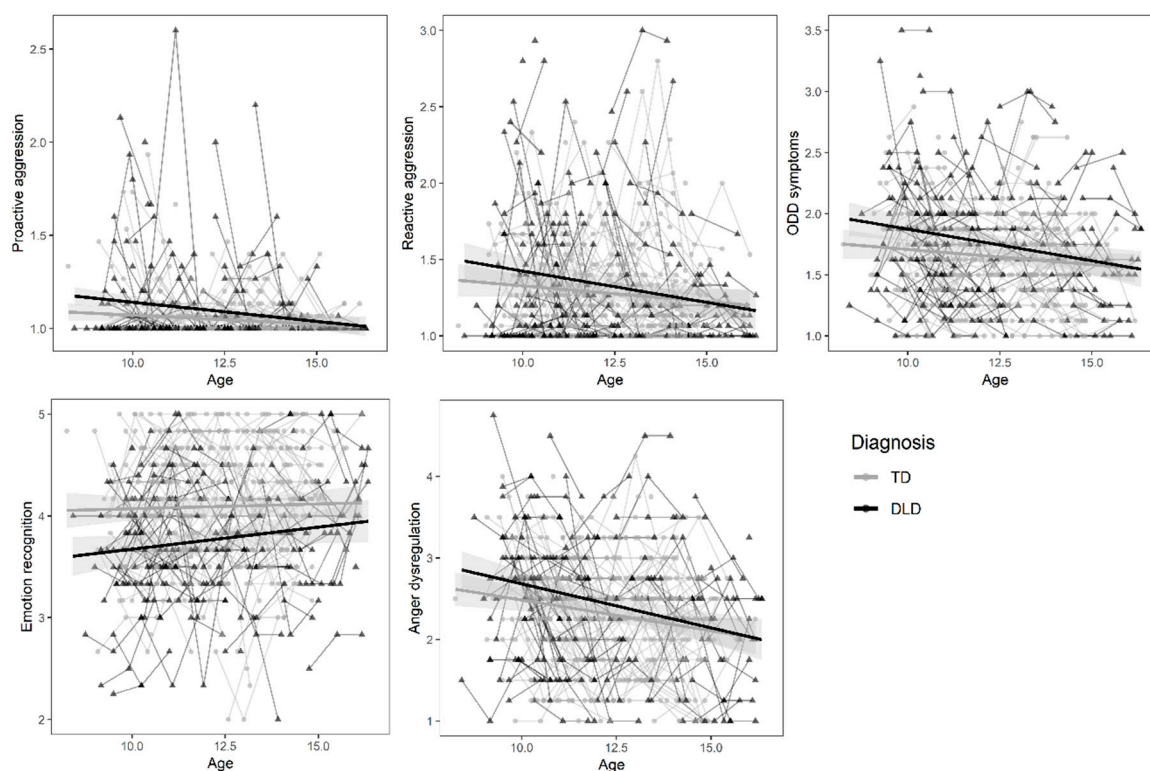 Proactive aggression
2.5
2.0
1.5
1.0
10.0 12.5 15.0
Age
Reactive aggression
3.0
2.5
2.0
1.5
1.0
10.0 12.5 15.0
Age
ODD symptoms
3.5
3.0
2.5
2.0
1.5
1.0
10.0 12.5 15.0
Age
Emotion recognition
5
4
3
2
10.0 12.5 15.0
Age
Anger dysregulation
4
3
2
1
10.0 12.5 15.0
Age
Diagnosis
TD
DLD